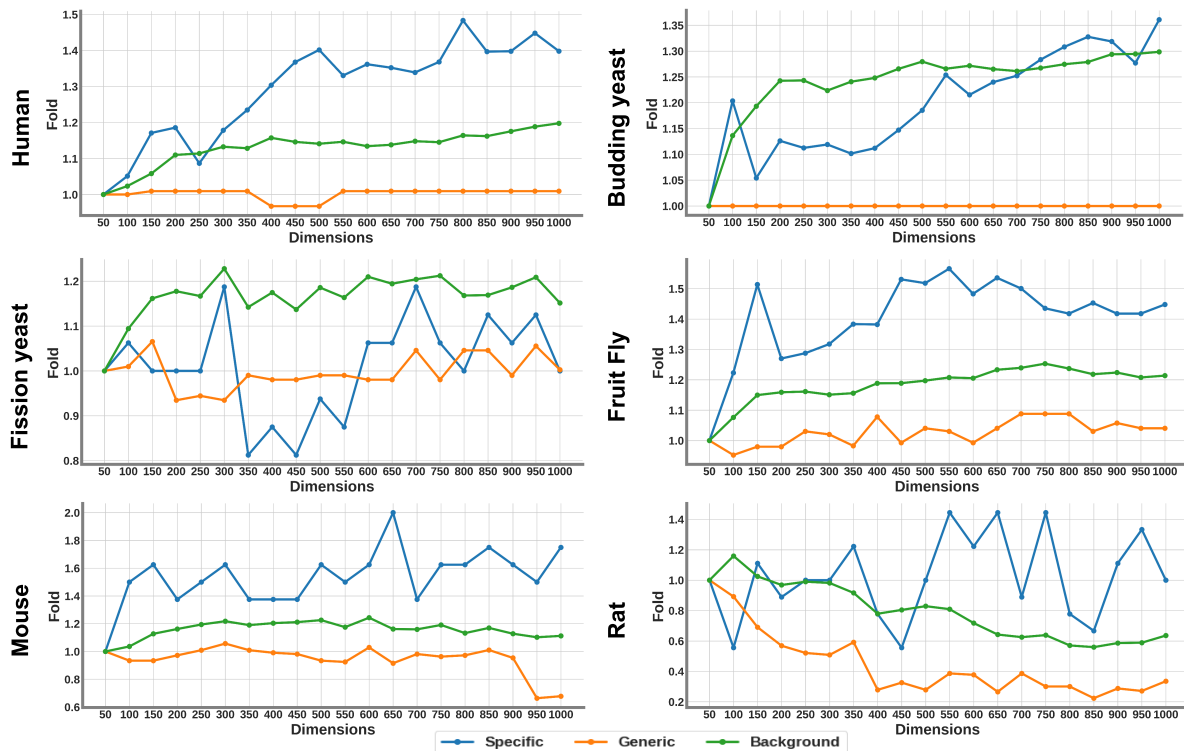 Human
Fold
1.5
1.4
1.3
1.2
1.1
1.0
50 100 150 200 250 300 350 400 450 500 550 600 650 700 750 800 850 900 950 1000
Dimensions
Budding yeast
Fold
1.35
1.30
1.25
1.20
1.15
1.10
1.05
1.00
50 100 150 200 250 300 350 400 450 500 550 600 650 700 750 800 850 900 950 1000
Dimensions
Fission yeast
Fold
1.2
1.1
1.0
0.9
0.8
50 100 150 200 250 300 350 400 450 500 550 600 650 700 750 800 850 900 950 1000
Dimensions
Fruit Fly
Fold
1.5
1.4
1.3
1.2
1.1
1.0
50 100 150 200 250 300 350 400 450 500 550 600 650 700 750 800 850 900 950 1000
Dimensions
Mouse
Fold
2.0
1.8
1.6
1.4
1.2
1.0
0.8
0.6
50 100 150 200 250 300 350 400 450 500 550 600 650 700 750 800 850 900 950 1000
Dimensions
Rat
Fold
1.4
1.2
1.0
0.8
0.6
0.4
0.2
50 100 150 200 250 300 350 400 450 500 550 600 650 700 750 800 850 900 950 1000
Dimensions
Specific Generic Background